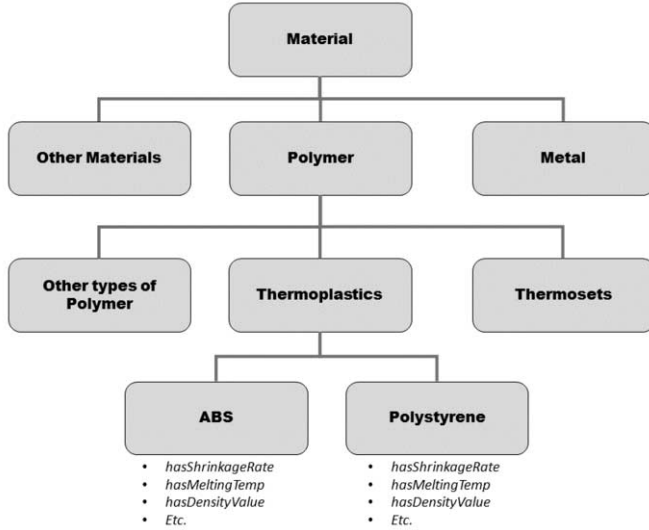 Material
Other Materials
Polymer
Metal
Other types of
Polymer
Thermoplastics
Thermosets
ABS
Polystyrene
• hasShrinkageRate
• hasMeltingTemp
• hasDensityValue
• Etc.
• hasShrinkageRate
• hasMeltingTemp
• hasDensityValue
• Etc.